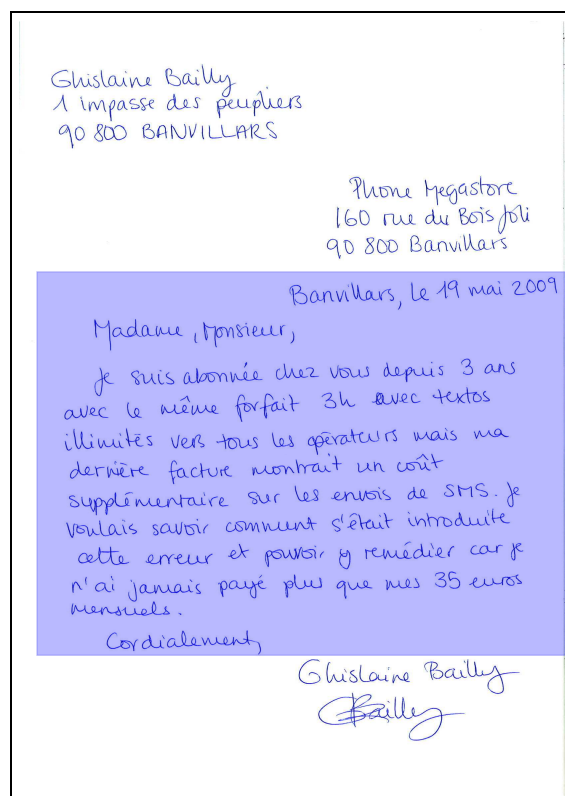 Ghislaine Bailly
1 impasse des peupliers
90 800 BANVILLARS
Phone Megastore
160 rue du Bois Joli
90 800 Banvillars
Banvillars, le 19 mai 2009
Madame, Monsieur,
Je suis abonnée chez vous depuis 3 ans
avec le même forfait 3h avec textos
illimités vers tous les opérateurs mais ma
dernière facture montrait un coût
supplémentaire sur les envois de SMS. Je
voulais savoir comment s'était introduite
cette erreur et pouvoir y remédier car je
n'ai jamais payé plus que mes 35 euros
mensuels.
Cordialement,
Ghislaine Bailly
GBailly